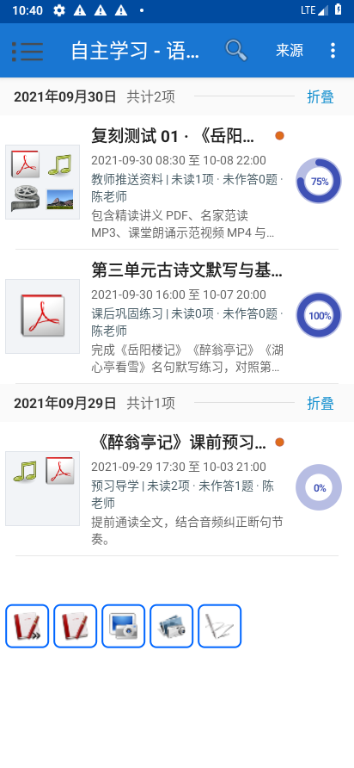 10:40
LTE
自主学习 - 语...
来源
2021年09月30日 共计2项 折叠
复刻测试 01 · 《岳阳...
2021-09-30 08:30 至 10-08 22:00
教师推送资料 | 未读1项 · 未作答0题 ·
陈老师
包含精读讲义 PDF、名家范读
MP3、课堂朗诵示范视频 MP4 与...
75%
第三单元古诗文默写与基...
2021-09-30 16:00 至 10-07 20:00
课后巩固练习 | 未读0项 · 未作答0题 ·
陈老师
完成《岳阳楼记》《醉翁亭记》《湖
心亭看雪》名句默写练习，对照第...
100%
2021年09月29日 共计1项 折叠
《醉翁亭记》课前预习...
2021-09-29 17:30 至 10-03 21:00
预习导学 | 未读2项 · 未作答1题 · 陈
老师
提前通读全文，结合音频纠正断句节
奏。
0%